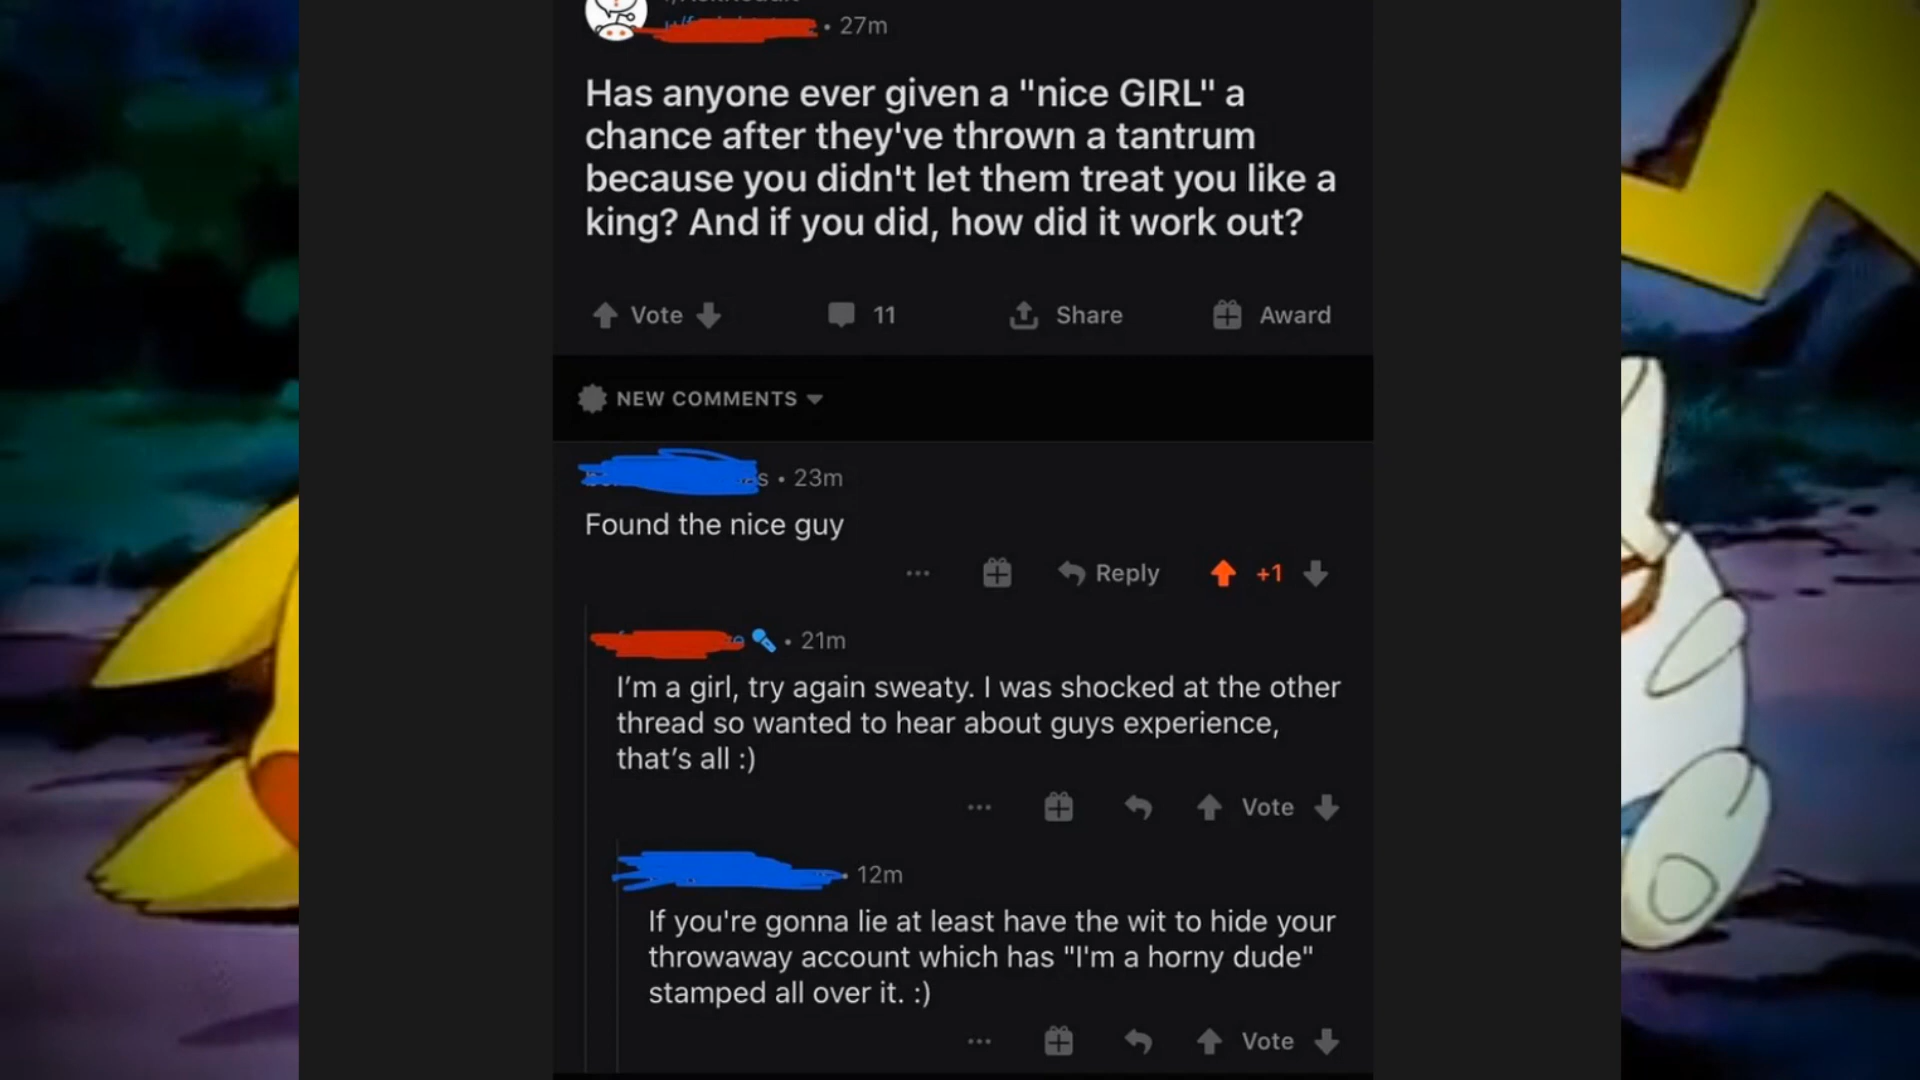 • 27m
Has anyone ever given a "nice GIRL" a
chance after they've thrown a tantrum
because you didn't let them treat you like a
king? And if you did, how did it work out?
Vote 11 Share Award
NEW COMMENTS
s • 23m
Found the nice guy
... Reply +1
• 21m
I'm a girl, try again sweaty. I was shocked at the other
thread so wanted to hear about guys experience,
that's all :)
... Vote
• 12m
If you're gonna lie at least have the wit to hide your
throwaway account which has "I'm a horny dude"
stamped all over it. :)
... Vote